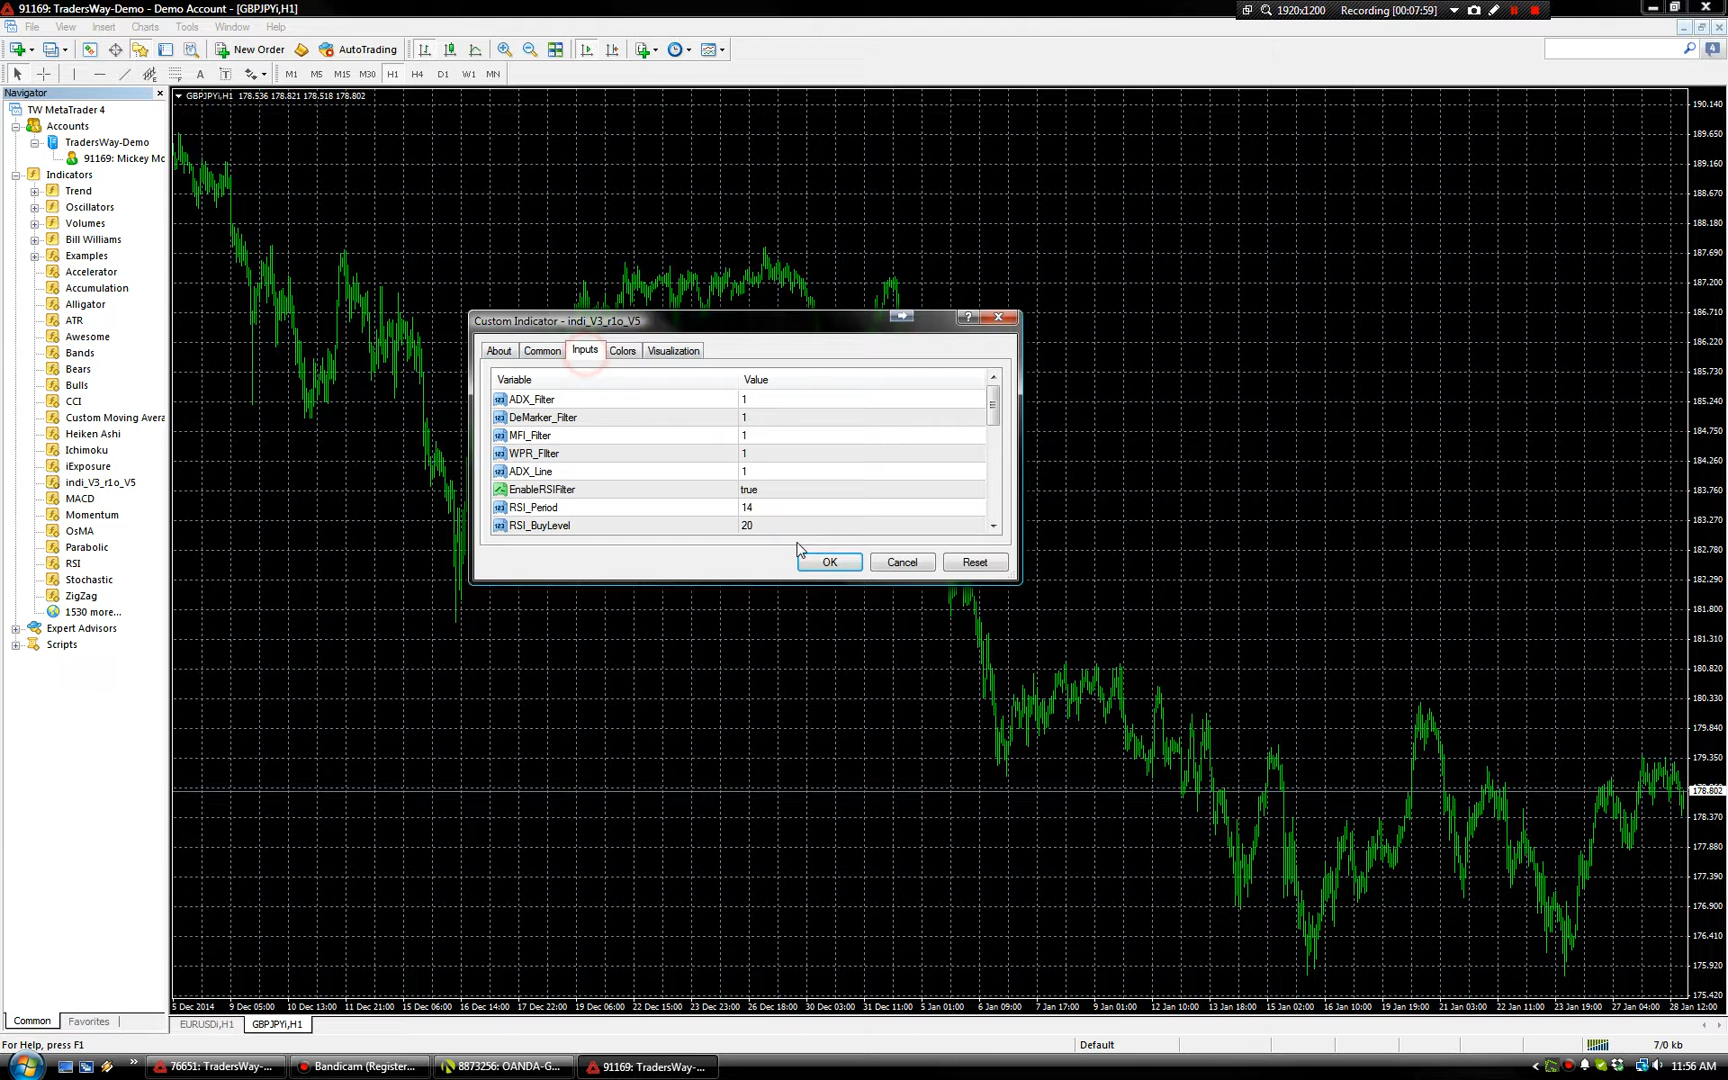 91169: TradersWay-Demo - Demo Account - [GBPJPYi,H1]
1920x1200
Recording [00:07:59]
File View Insert Charts Tools Window Help
New Order
AutoTrading
4
A
T
M1 M5 M15 M30 H1 H4 D1 W1 MN
Navigator
TW MetaTrader 4
Accounts
TradersWay-Demo
91169: Mickey Mc
Indicators
Trend
Oscillators
Volumes
Bill Williams
Examples
Accelerator
Accumulation
Alligator
ATR
Awesome
Bands
Bears
Bulls
CCI
Custom Moving Avera
Heiken Ashi
Ichimoku
iExposure
indi_V3_r1o_V5
MACD
Momentum
OsMA
Parabolic
RSI
Stochastic
ZigZag
1530 more...
Expert Advisors
Scripts
Common
Favorites
GBPJPYi,H1 178.536 178.821 178.518 178.802
Custom Indicator - indi_V3_r1o_V5
?
About Common Inputs Colors Visualization
Variable Value
ADX_Filter 1
DeMarker_Filter 1
MFI_Filter 1
WPR_FIlter 1
ADX_Line 1
EnableRSIFilter true
RSI_Period 14
RSI_BuyLevel 20
OK
Cancel
Reset
190.140
189.650
189.160
188.670
188.180
187.690
187.200
186.710
186.220
185.730
185.240
184.750
184.260
183.760
183.270
182.780
182.290
181.800
181.310
180.820
180.330
179.840
179.350
178.802
178.370
177.880
177.390
176.900
176.410
175.920
175.420
5 Dec 2014 9 Dec 05:00 10 Dec 13:00 11 Dec 21:00 15 Dec 06:00 16 Dec 14:00 17 Dec 22:00 19 Dec 06:00 22 Dec 15:00 23 Dec 23:00 26 Dec 08:00 29 Dec 18:00 31 Dec 03:00 31 Dec 11:00 5 Jan 01:00 6 Jan 09:00 7 Jan 17:00 9 Jan 01:00 12 Jan 10:00 13 Jan 18:00 15 Jan 02:00 16 Jan 10:00 19 Jan 19:00 21 Jan 03:00 22 Jan 11:00 23 Jan 19:00 27 Jan 04:00 28 Jan 12:00
EURUSDi,H1
GBPJPYi,H1
For Help, press F1
Default
7/0 kb
76651: TradersWay-...
Bandicam (Register...
8873256: OANDA-G...
91169: TradersWay-...
11:56 AM